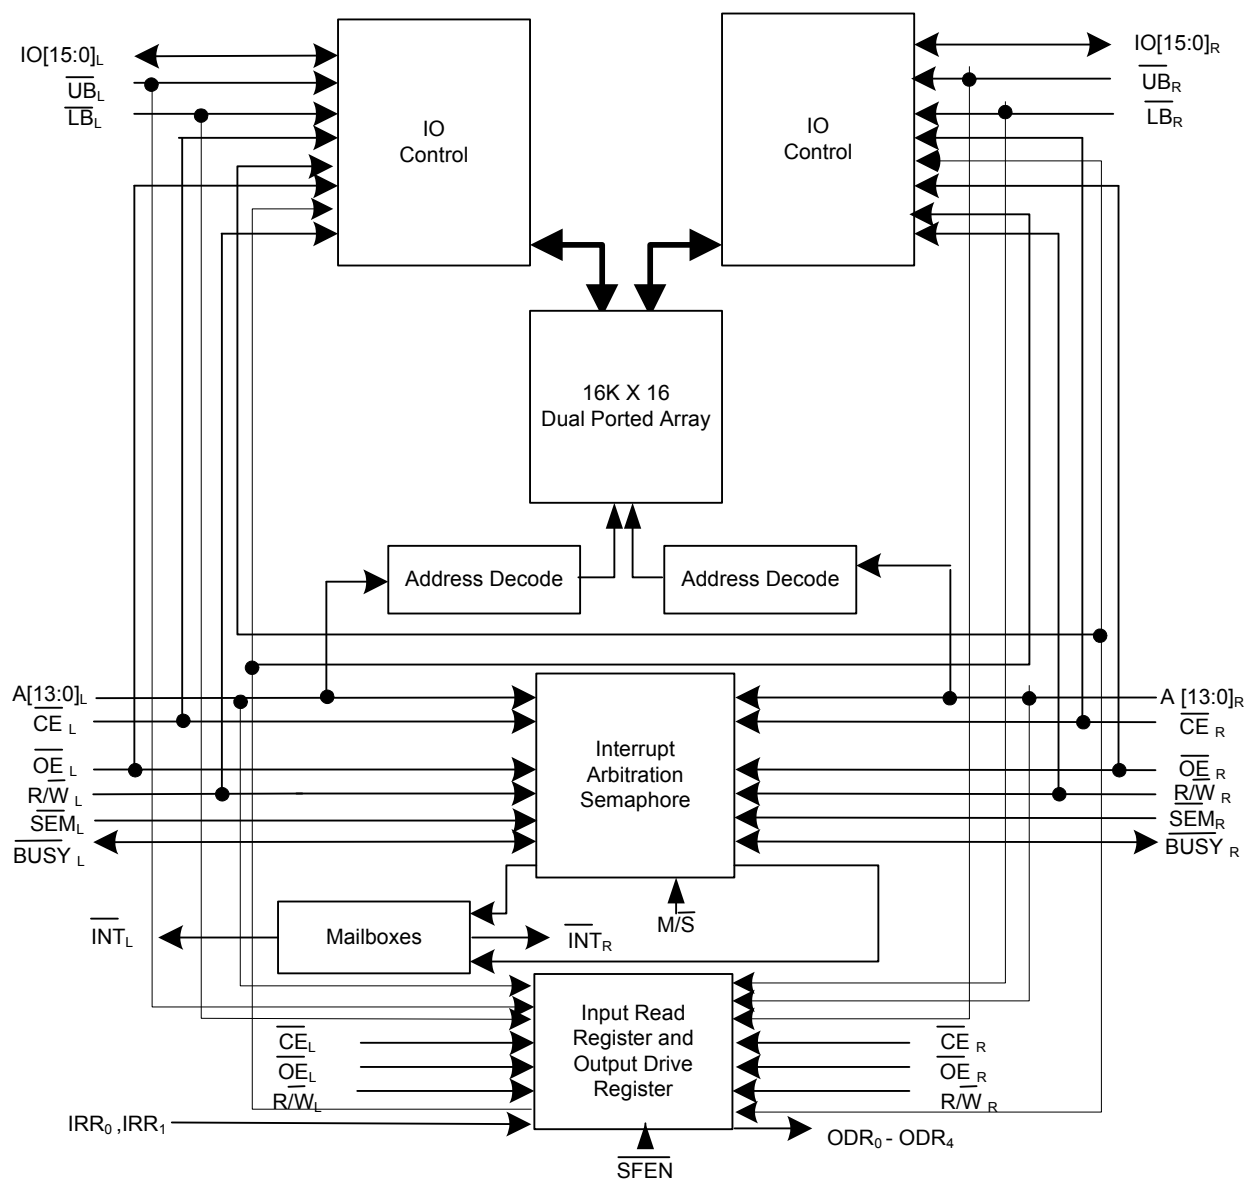 IO[15:0]L
UBL
LBL
IO
Control
IO
Control
IO[15:0]R
UBR
LBR
16K X 16
Dual Ported Array
Address Decode
Address Decode
A[13:0]L
CE L
OE L
R/W L
SEML
BUSY L
Interrupt
Arbitration
Semaphore
A [13:0]R
CE R
OE R
R/W R
SEMR
BUSY R
M/S
INTL
Mailboxes
INTR
Input Read
Register and
Output Drive
Register
CEL
OEL
R/WL
CE R
OE R
R/W R
IRR0 ,IRR1
ODR0 - ODR4
SFEN